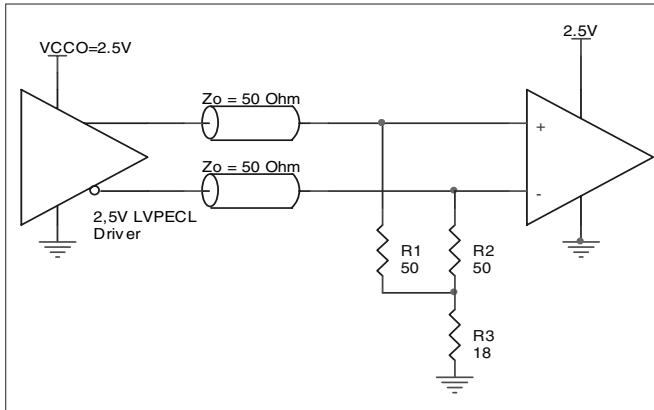 VCCO=2.5V
2.5V
Zo = 50 Ohm
+
Zo = 50 Ohm
-
2,5V LVPECL
Driver
R1
50
R2
50
R3
18